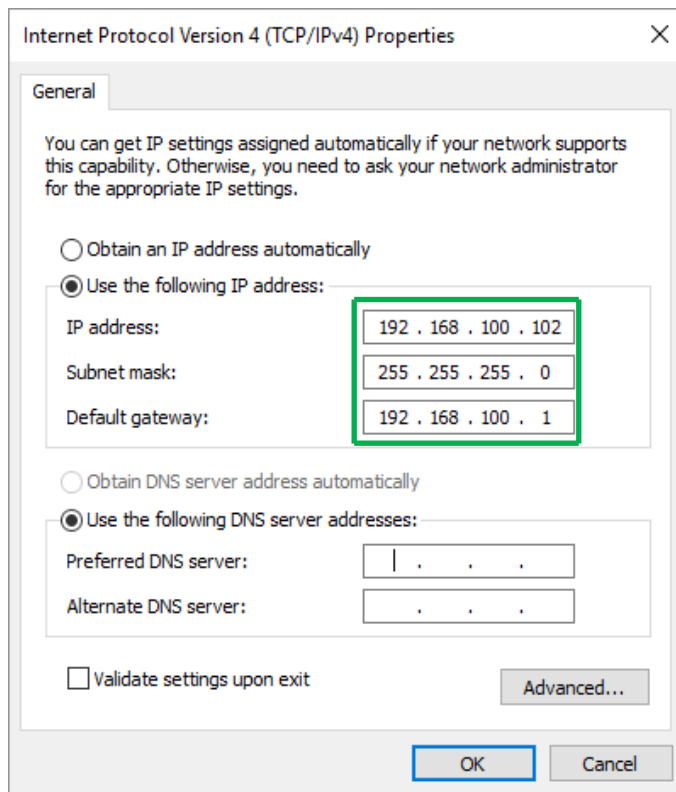 Internet Protocol Version 4 (TCP/IPv4) Properties
General
You can get IP settings assigned automatically if your network supports
this capability. Otherwise, you need to ask your network administrator
for the appropriate IP settings.
Obtain an IP address automatically
Use the following IP address:
IP address: 192 . 168 . 100 . 102
Subnet mask: 255 . 255 . 255 . 0
Default gateway: 192 . 168 . 100 . 1
Obtain DNS server address automatically
Use the following DNS server addresses:
Preferred DNS server: . . .
Alternate DNS server: . . .
Validate settings upon exit
Advanced...
OK Cancel